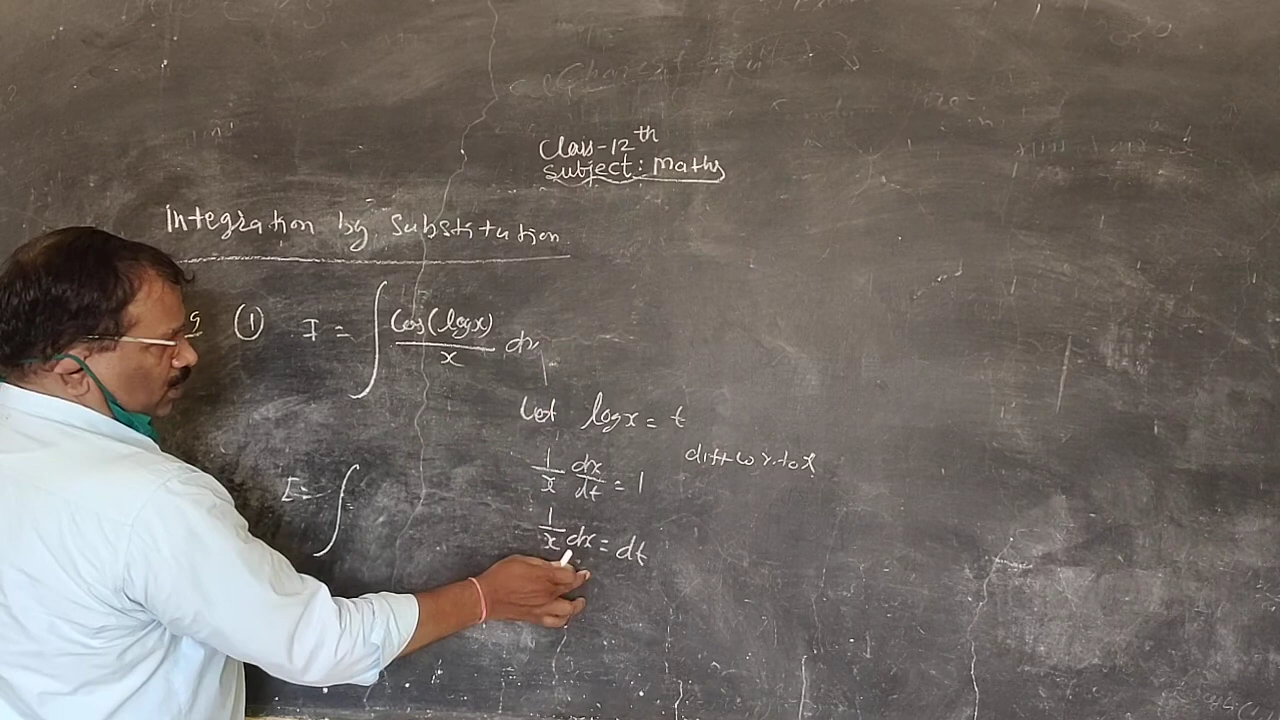 Class-12th
Subject: Maths
Integration by Substitution
g ① I = ∫ Cos(logx)/x dx
Let logx = t
diff w.r.to x
1/x dx/dt = 1
I = ∫
1/x dx = dt